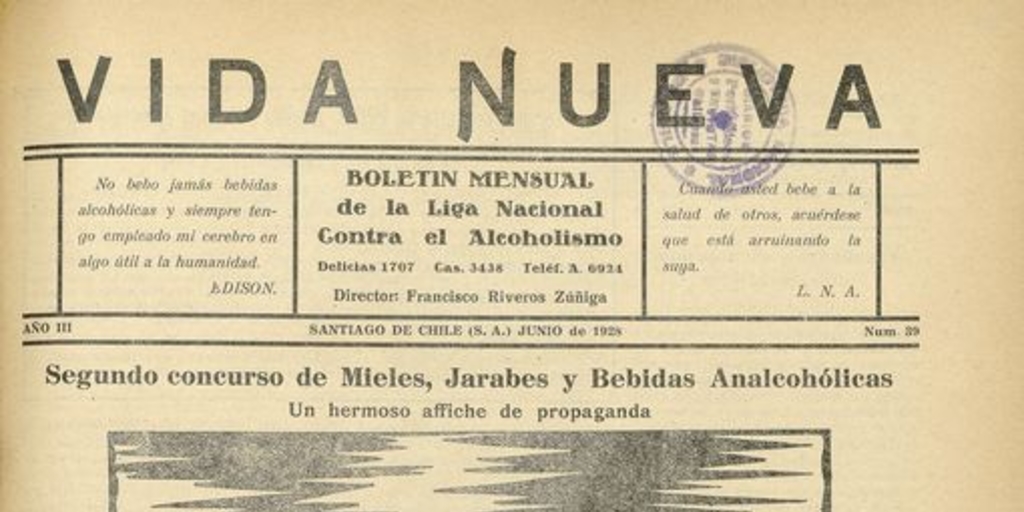 VIDA NUEVA
No bebo jamás bebidas
alcohólicas y siempre ten-
go empleado mi cerebro en
algo útil a la humanidad.
EDISON.
BOLETIN MENSUAL
de la Liga Nacional
Contra el Alcoholismo
Delicias 1707 Cas. 3438 Teléf. A. 6924
Director: Francisco Riveros Zúñiga
Cuando usted bebe a la
salud de otros, acuérdese
que está arruinando la
suya.
L. N. A.
AÑO III SANTIAGO DE CHILE (S. A.) JUNIO de 1928 Num. 39
Segundo concurso de Mieles, Jarabes y Bebidas Analcohólicas
Un hermoso affiche de propaganda